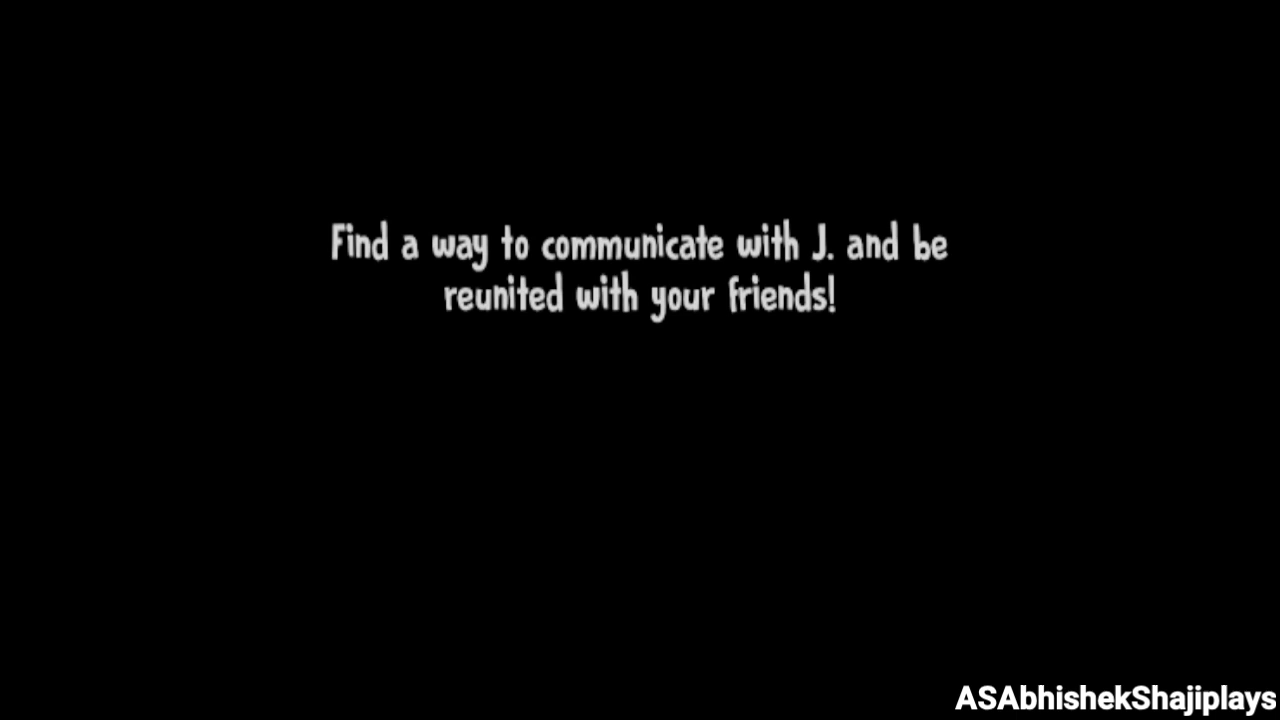 Find a way to communicate with J. and be
reunited with your friends!
ASAbhishekShajiplays